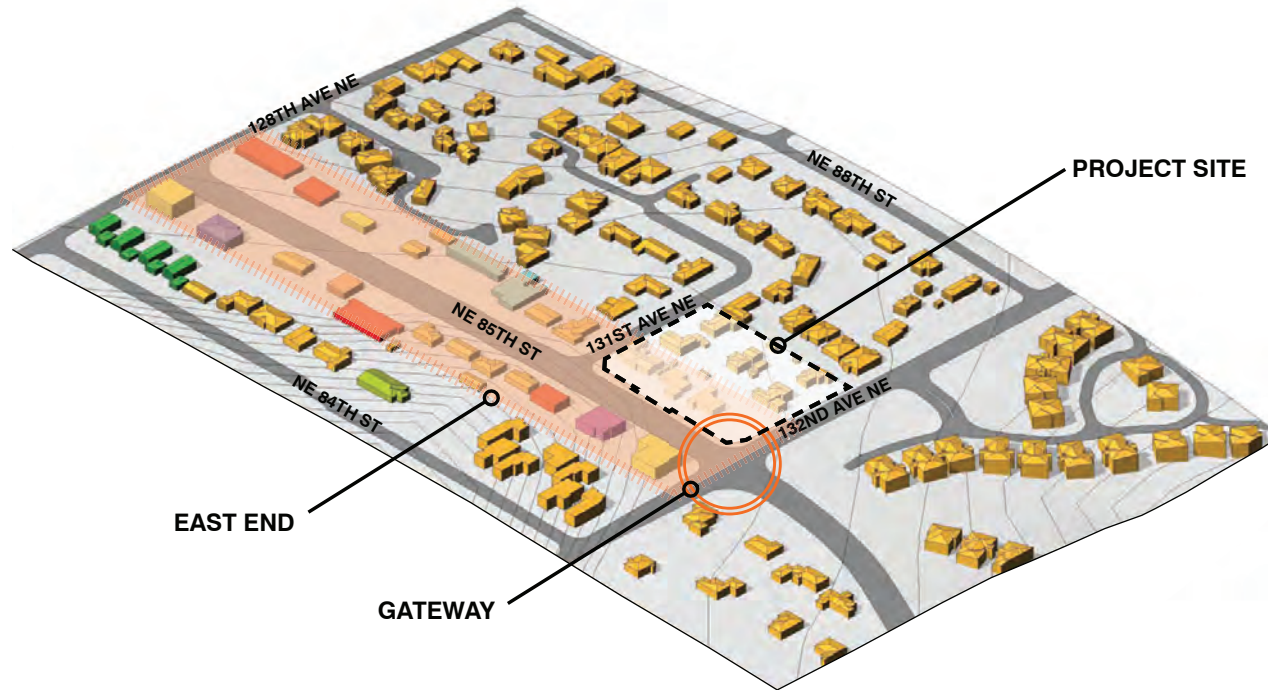 128TH AVE NE
NE 88TH ST
PROJECT SITE
131ST AVE NE
NE 85TH ST
132ND AVE NE
NE 84TH ST
EAST END
GATEWAY